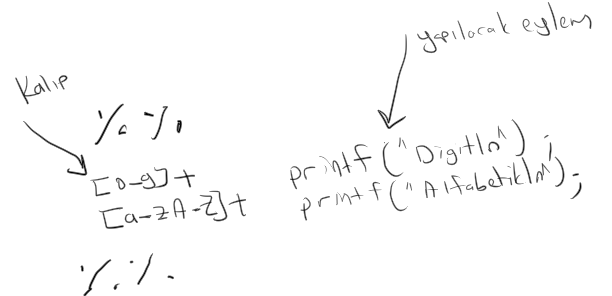 yapılacak eylem
Kalıp
%%
[0-9]+ printf("Digit\n");
[a-zA-Z]+ printf("Alfabetik\n");
%%